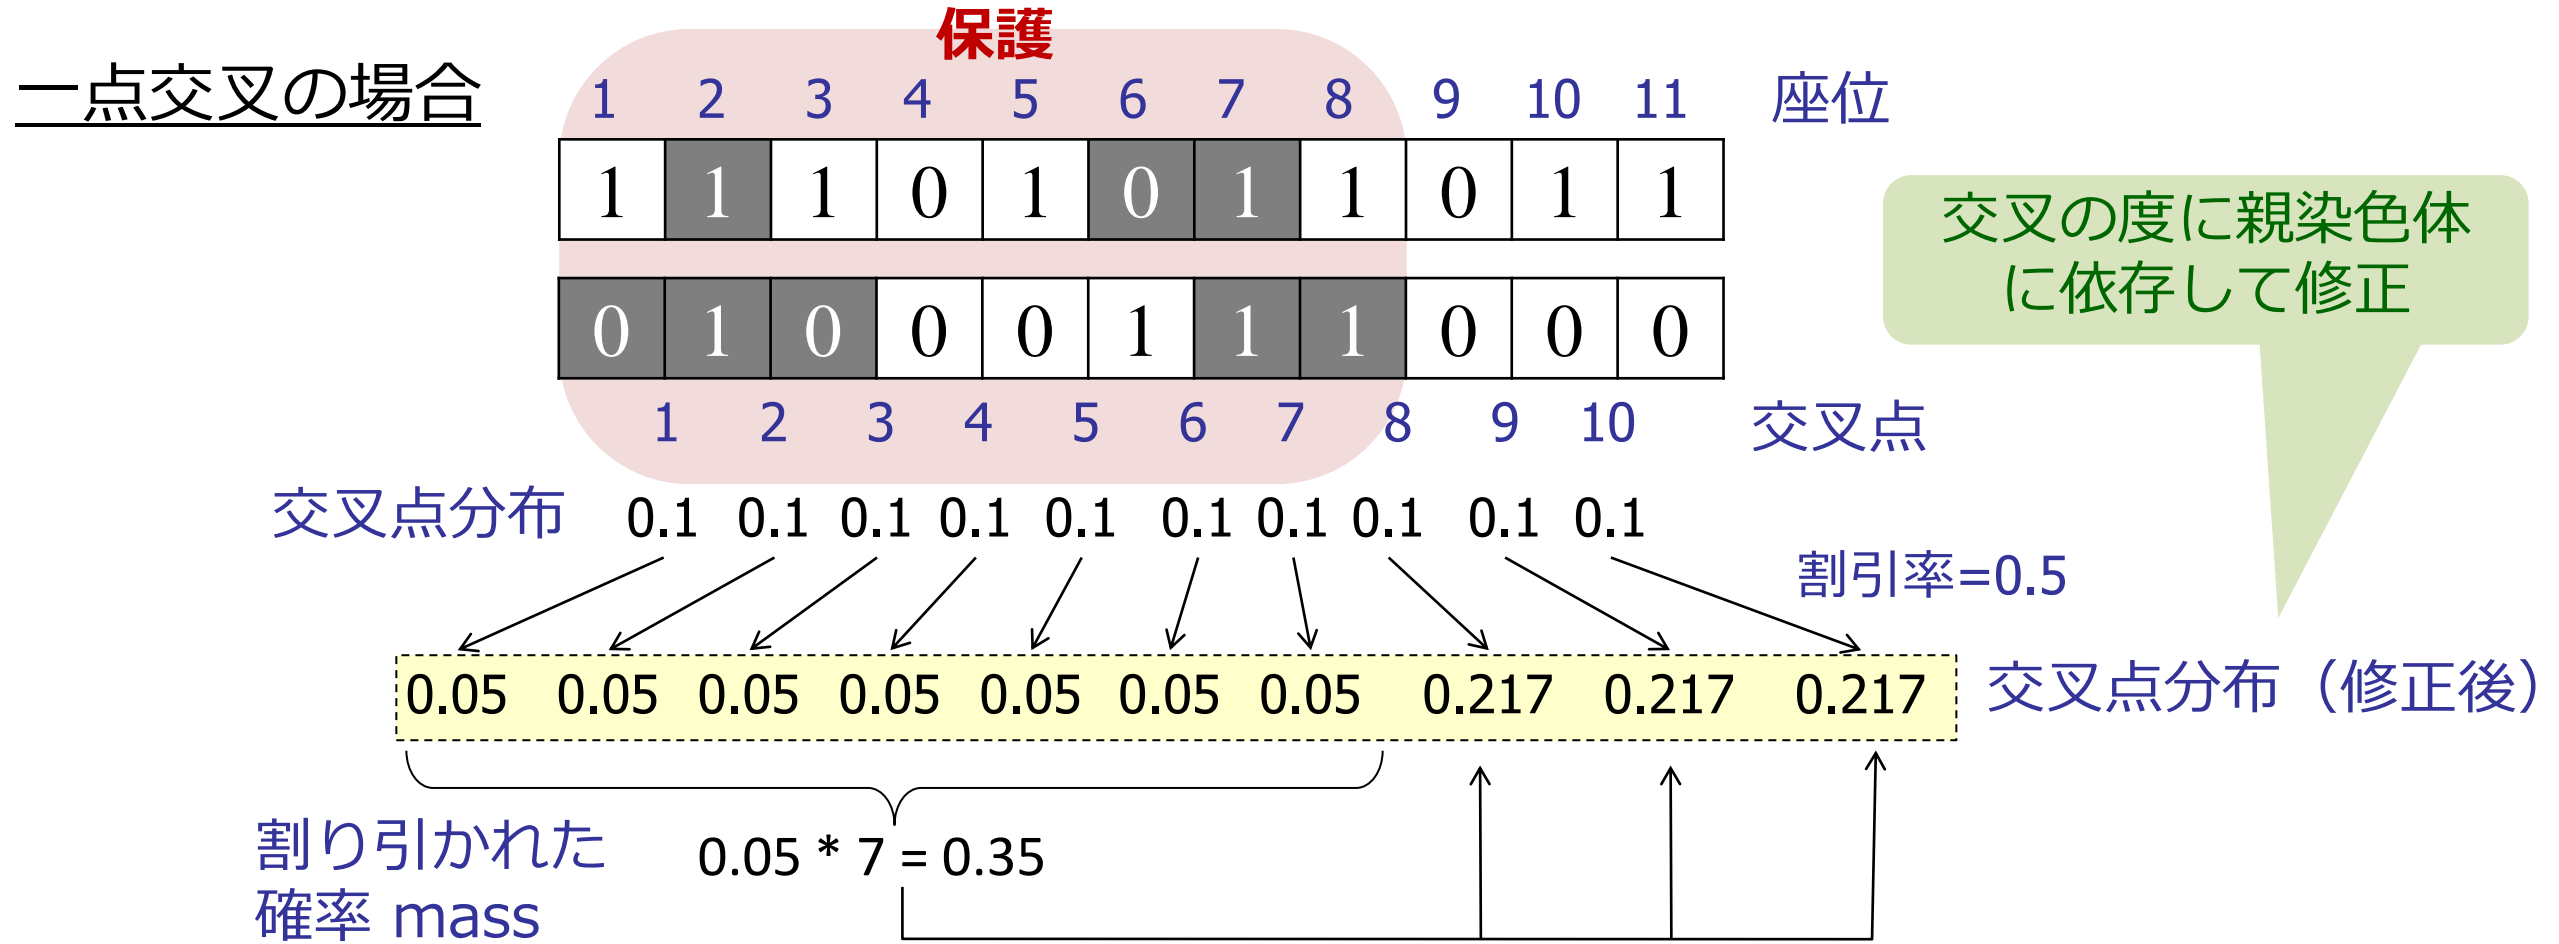 保護
一点交叉の場合
1 2 3 4 5 6 7 8 9 10 11 座位
1 1 1 0 1 0 1 1 0 1 1
交叉の度に親染色体
に依存して修正
0 1 0 0 0 1 1 1 0 0 0
1 2 3 4 5 6 7 8 9 10 交叉点
交叉点分布 0.1 0.1 0.1 0.1 0.1 0.1 0.1 0.1 0.1 0.1
割引率=0.5
0.05 0.05 0.05 0.05 0.05 0.05 0.05 0.217 0.217 0.217 交叉点分布（修正後）
割り引かれた
確率 mass
0.05 * 7 = 0.35